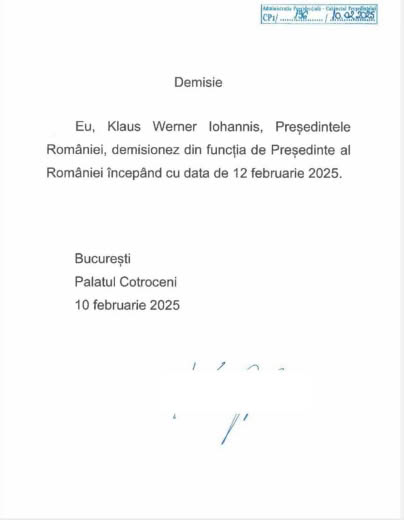 Administrația Prezidențială - Cabinetul Președintelui
CP1/ 190 / 10.02.2025
Demisie
Eu, Klaus Werner Iohannis, Președintele
României, demisionez din funcția de Președinte al
României începând cu data de 12 februarie 2025.
București
Palatul Cotroceni
10 februarie 2025